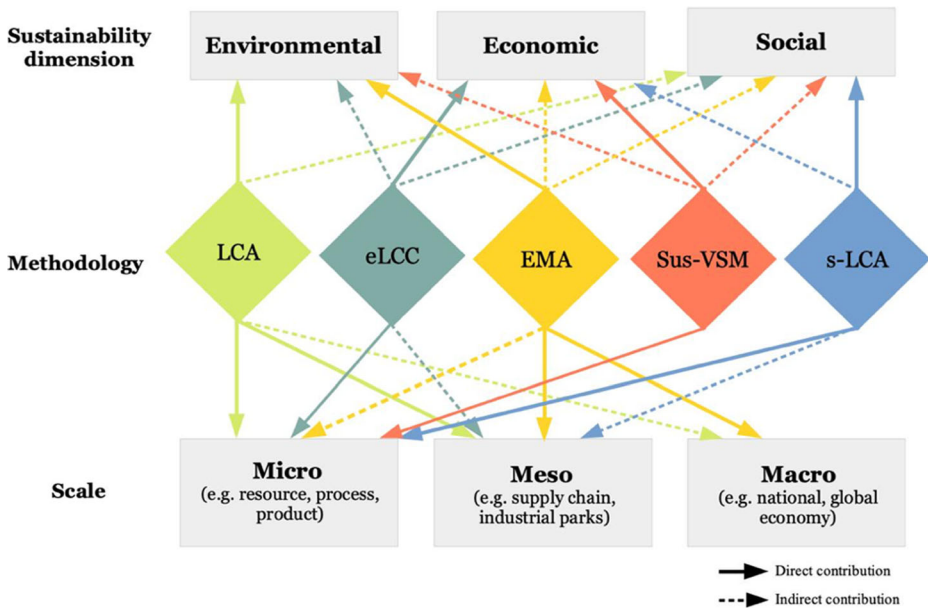 Sustainability
dimension
Environmental
Economic
Social
Methodology
LCA
eLCC
EMA
Sus-VSM
s-LCA
Scale
Micro
(e.g. resource, process,
product)
Meso
(e.g. supply chain,
industrial parks)
Macro
(e.g. national, global
economy)
Direct contribution
Indirect contribution